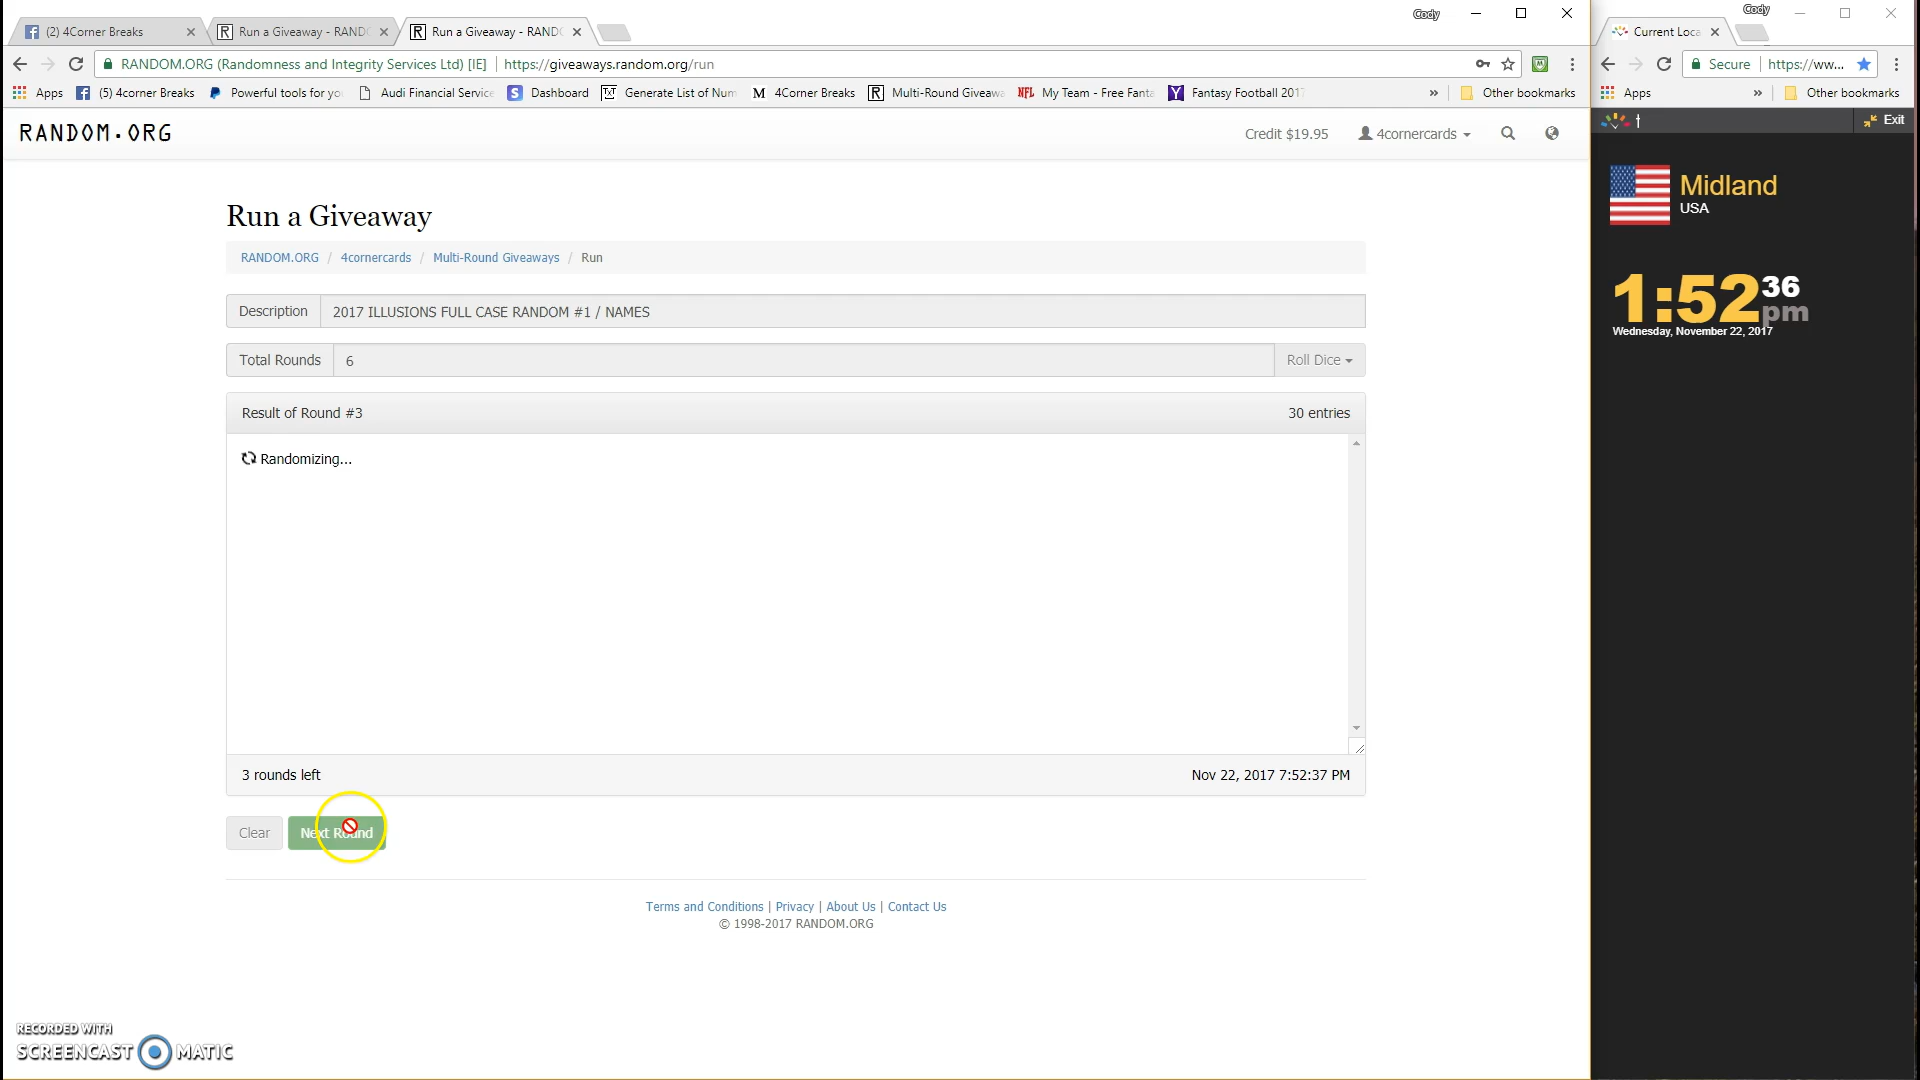 Cody
(2) 4Corner Breaks
Run a Giveaway - RANDO
Run a Giveaway - RANDO
RANDOM.ORG (Randomness and Integrity Services Ltd) [IE] https://giveaways.random.org/run
Apps (5) 4corner Breaks Powerful tools for yo Audi Financial Service Dashboard Generate List of Num 4Corner Breaks Multi-Round Giveaw My Team - Free Fanta Fantasy Football 2017 » Other bookmarks
RANDOM.ORG
Credit $19.95 4cornercards
Run a Giveaway
RANDOM.ORG / 4cornercards / Multi-Round Giveaways / Run
Description 2017 ILLUSIONS FULL CASE RANDOM #1 / NAMES
Total Rounds 6 Roll Dice
Result of Round #3 30 entries
Randomizing...
3 rounds left Nov 22, 2017 7:52:37 PM
Clear Next Round
Terms and Conditions | Privacy | About Us | Contact Us
© 1998-2017 RANDOM.ORG
RECORDED WITH
SCREENCAST MATIC
Cody
Current Loca
Secure https://ww...
Apps » Other bookmarks
Exit
Midland
USA
1:52 36 pm
Wednesday, November 22, 2017